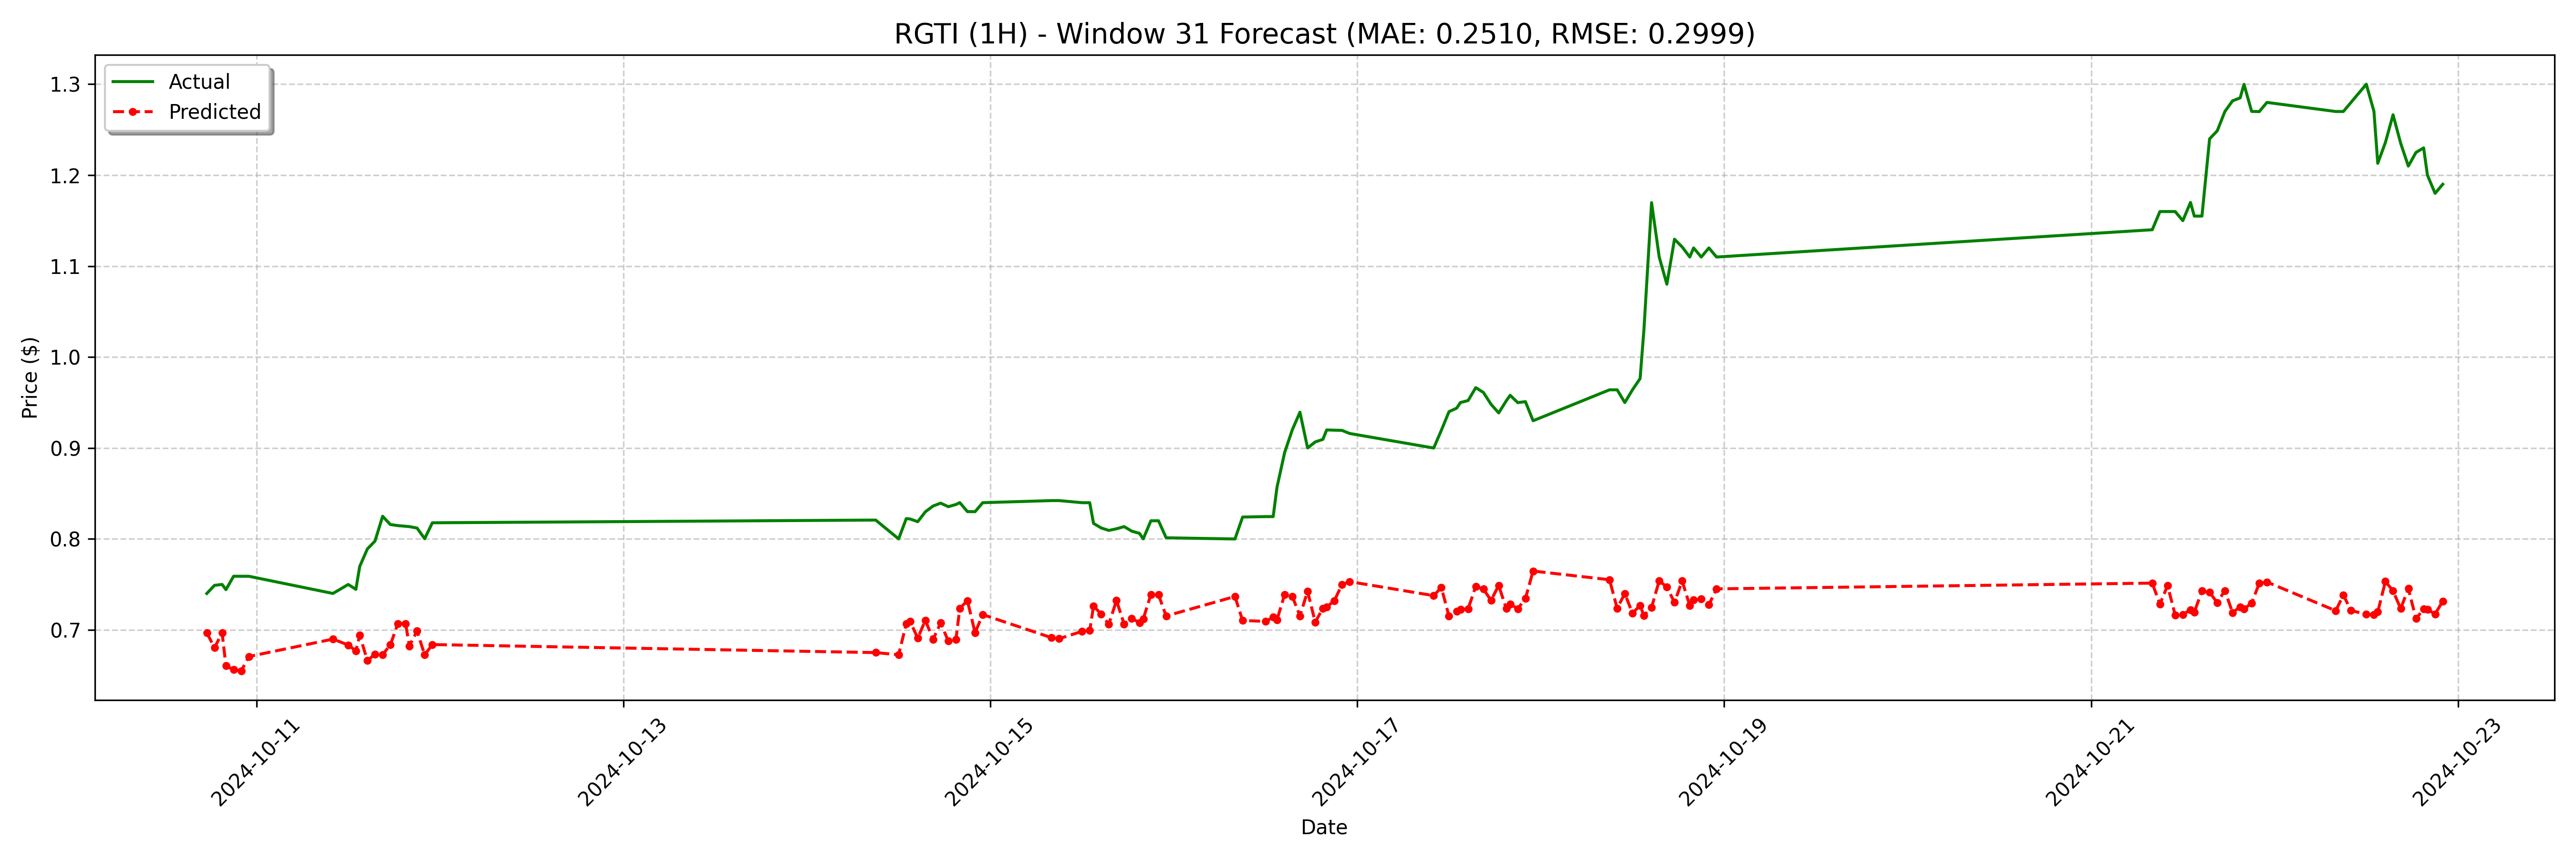 RGTI (1H) - Window 31 Forecast (MAE: 0.2510, RMSE: 0.2999)
Actual
Predicted
Price ($)
1.3
1.2
1.1
1.0
0.9
0.8
0.7
2024-10-11
2024-10-13
2024-10-15
2024-10-17
2024-10-19
2024-10-21
2024-10-23
Date